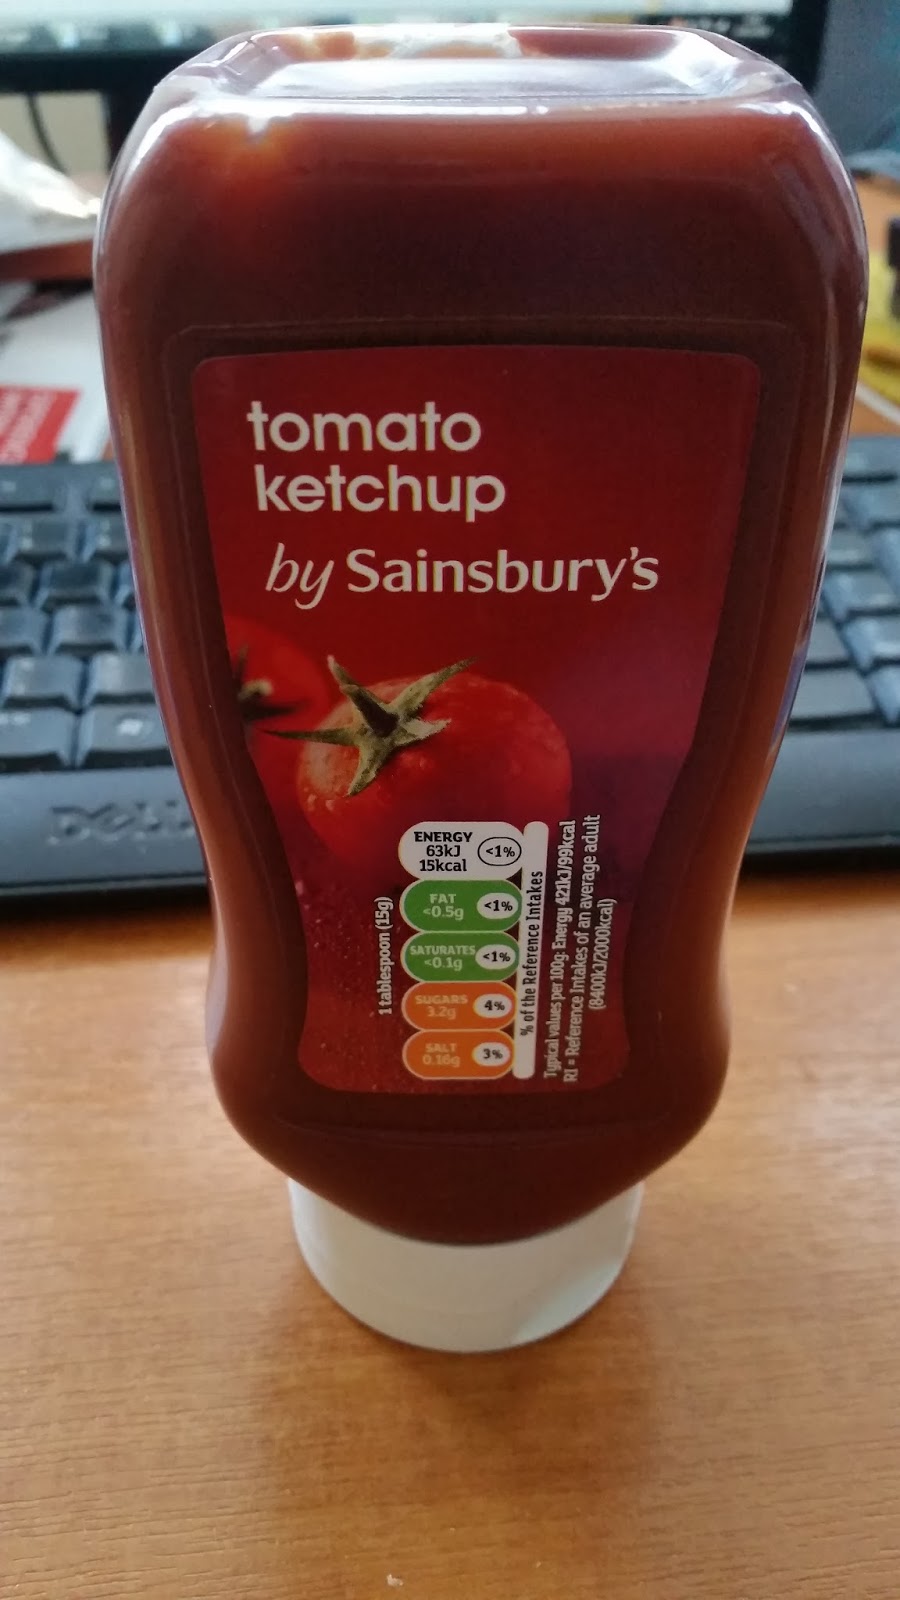 tomato
ketchup
by Sainsbury's
1 tablespoon (15g)
ENERGY
63kJ
15kcal
<1%
FAT
<0.5g
<1%
SATURATES
<0.1g
<1%
SUGARS
3.2g
4%
SALT
0.16g
3%
% of the Reference Intakes
Typical values per 100g: Energy 421kJ/99kcal
RI = Reference Intakes of an average adult
(8400kJ/2000kcal)
DELL